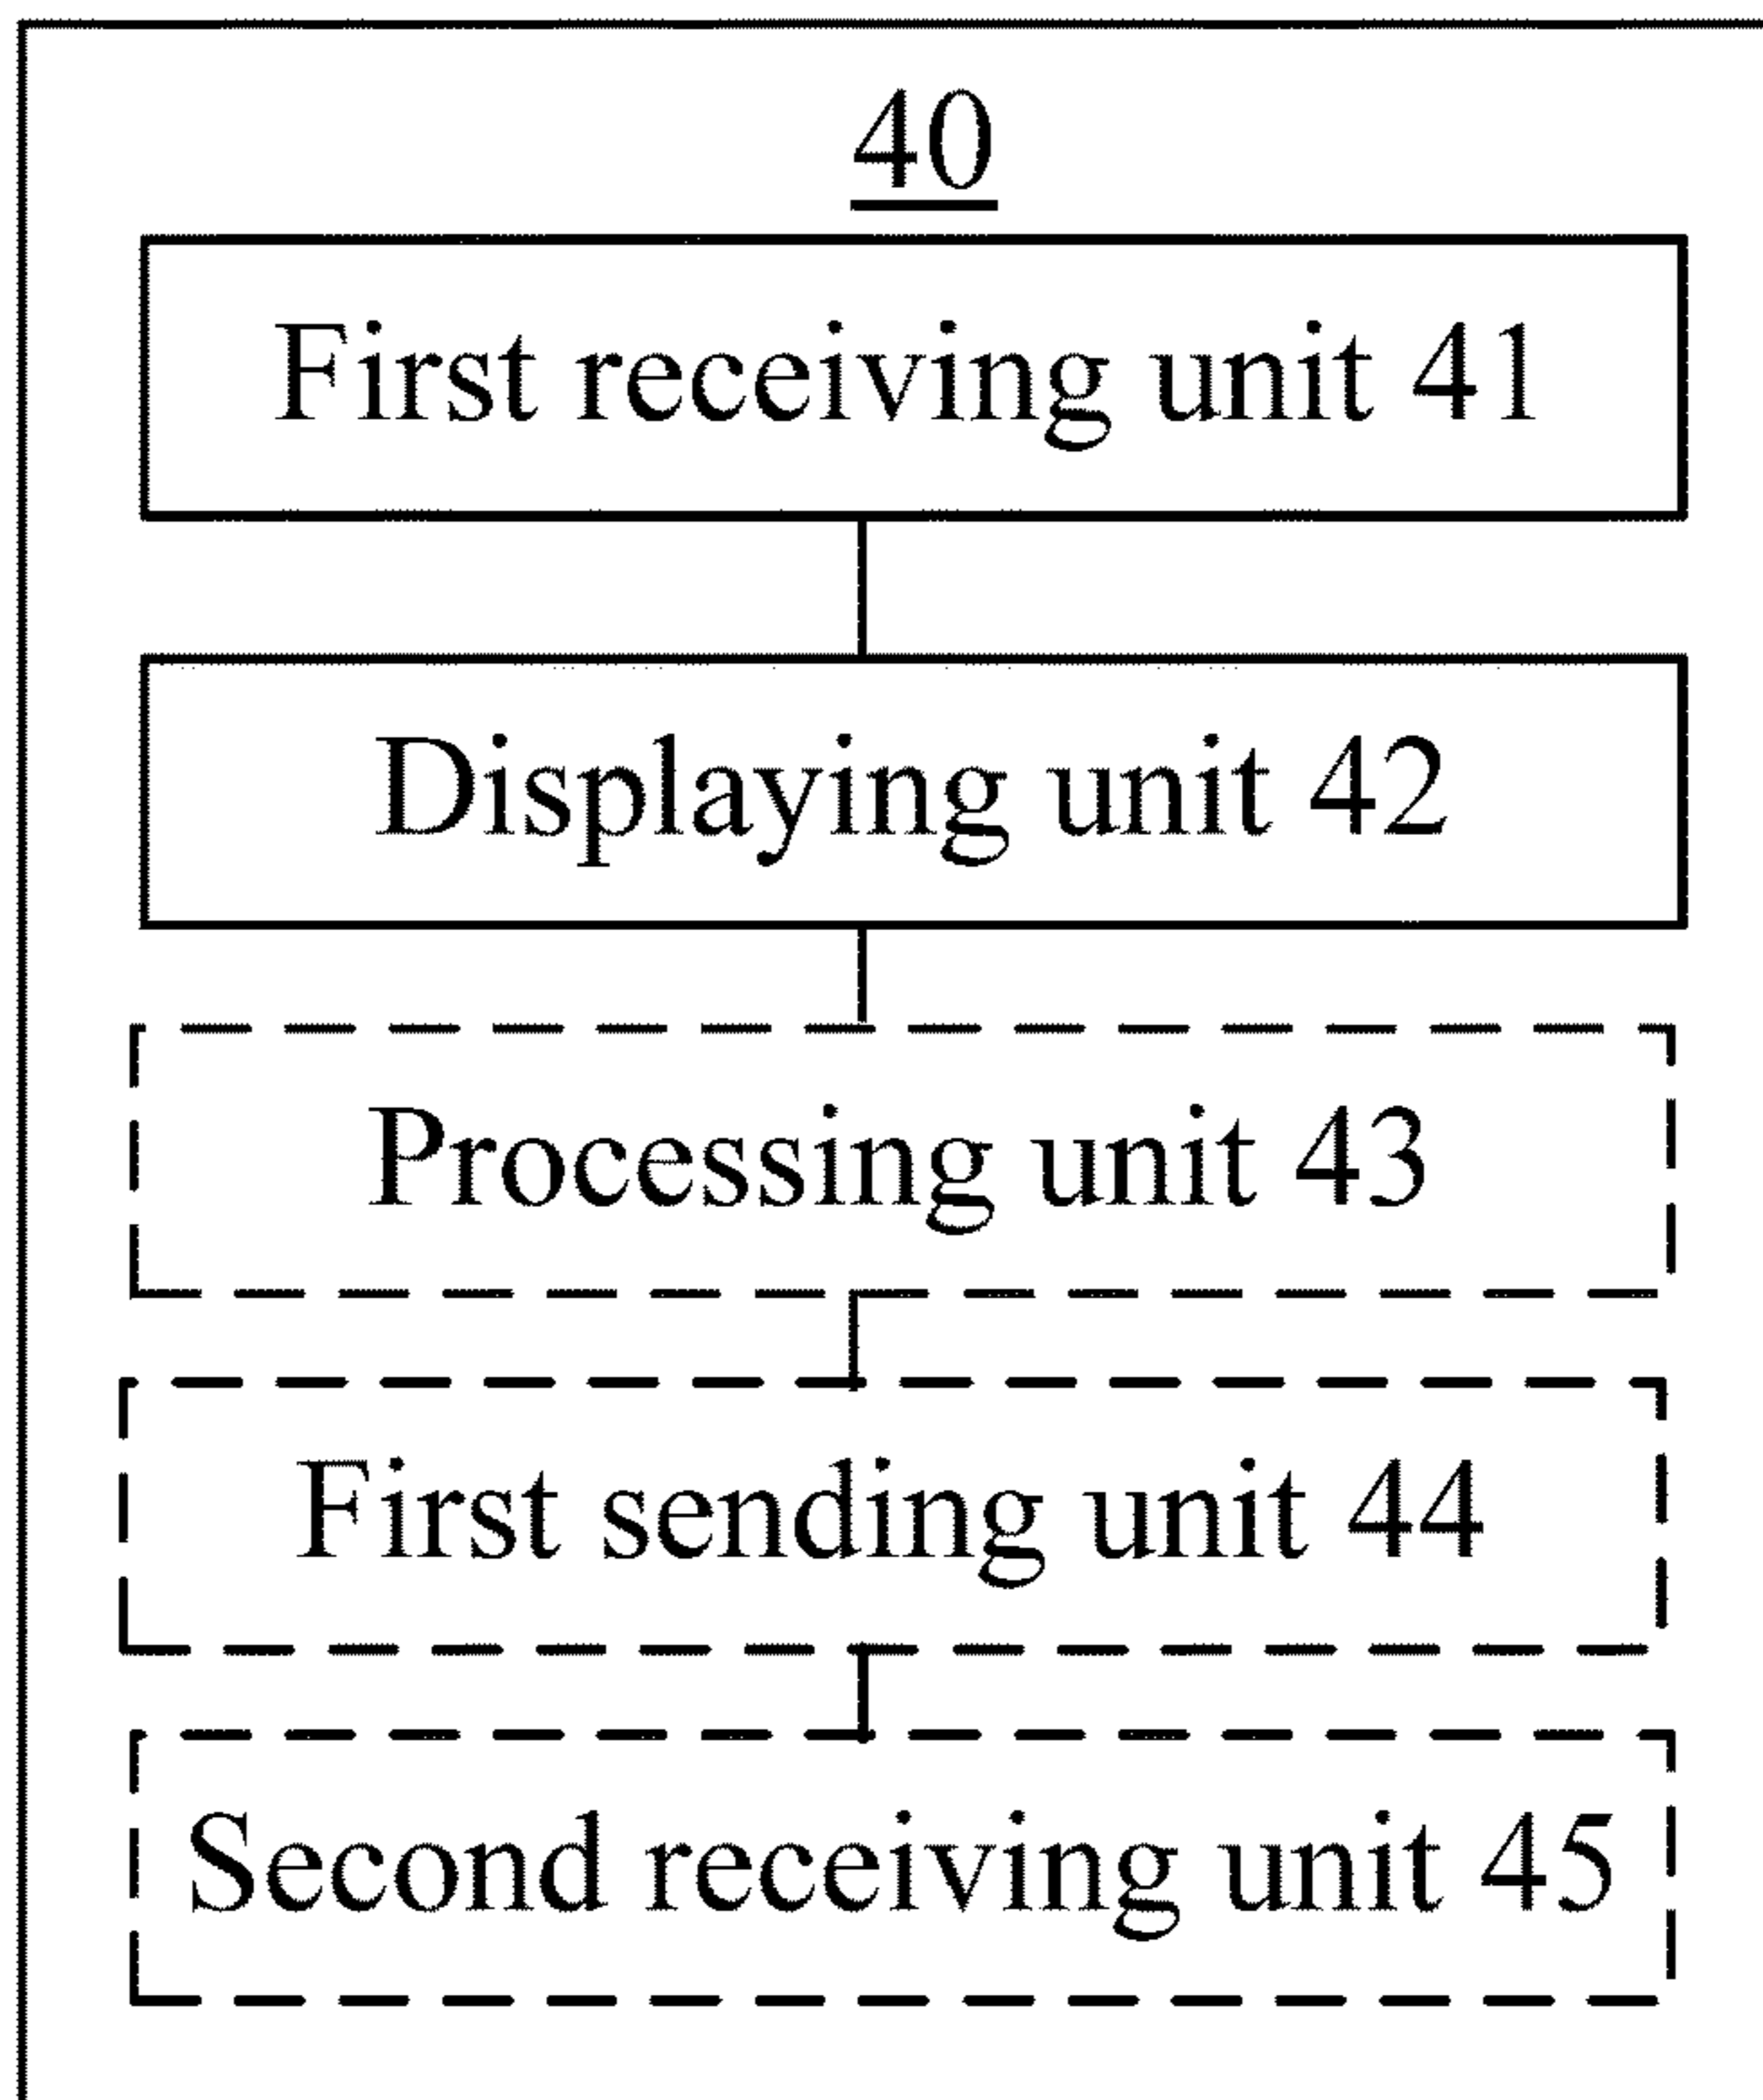 40
First receiving unit 41
Displaying unit 42
Processing unit 43
First sending unit 44
Second receiving unit 45